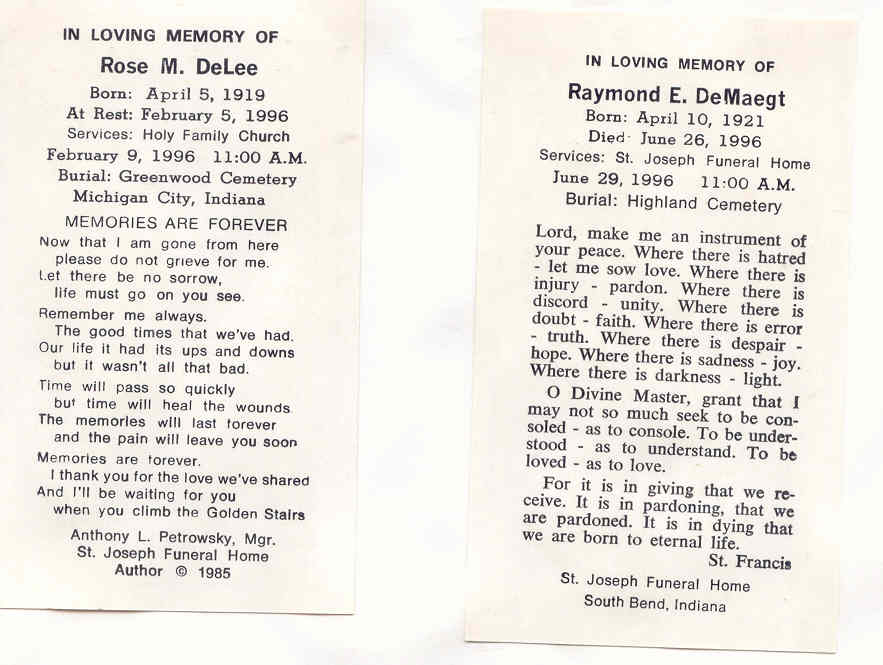 IN LOVING MEMORY OF
Rose M. DeLee
Born: April 5, 1919
At Rest: February 5, 1996
Services: Holy Family Church
February 9, 1996 11:00 A.M.
Burial: Greenwood Cemetery
Michigan City, Indiana
MEMORIES ARE FOREVER
Now that I am gone from here
please do not grieve for me.
Let there be no sorrow,
life must go on you see.
Remember me always.
The good times that we've had.
Our life it had its ups and downs
but it wasn't all that bad.
Time will pass so quickly
but time will heal the wounds
The memories will last forever
and the pain will leave you soon
Memories are forever.
I thank you for the love we've shared
And I'll be waiting for you
when you climb the Golden Stairs
Anthony L. Petrowsky, Mgr.
St. Joseph Funeral Home
Author © 1985
IN LOVING MEMORY OF
Raymond E. DeMaegt
Born: April 10, 1921
Died June 26, 1996
Services: St. Joseph Funeral Home
June 29, 1996 11:00 A.M.
Burial: Highland Cemetery
Lord, make me an instrument of
your peace. Where there is hatred
- let me sow love. Where there is
injury - pardon. Where there is
discord - unity. Where there is
doubt - faith. Where there is error
- truth. Where there is despair -
hope. Where there is sadness - joy.
Where there is darkness - light.
O Divine Master, grant that I
may not so much seek to be con-
soled - as to console. To be under-
stood - as to understand. To be
loved - as to love.
For it is in giving that we re-
ceive. It is in pardoning, that we
are pardoned. It is in dying that
we are born to eternal life.
St. Francis
St. Joseph Funeral Home
South Bend, Indiana